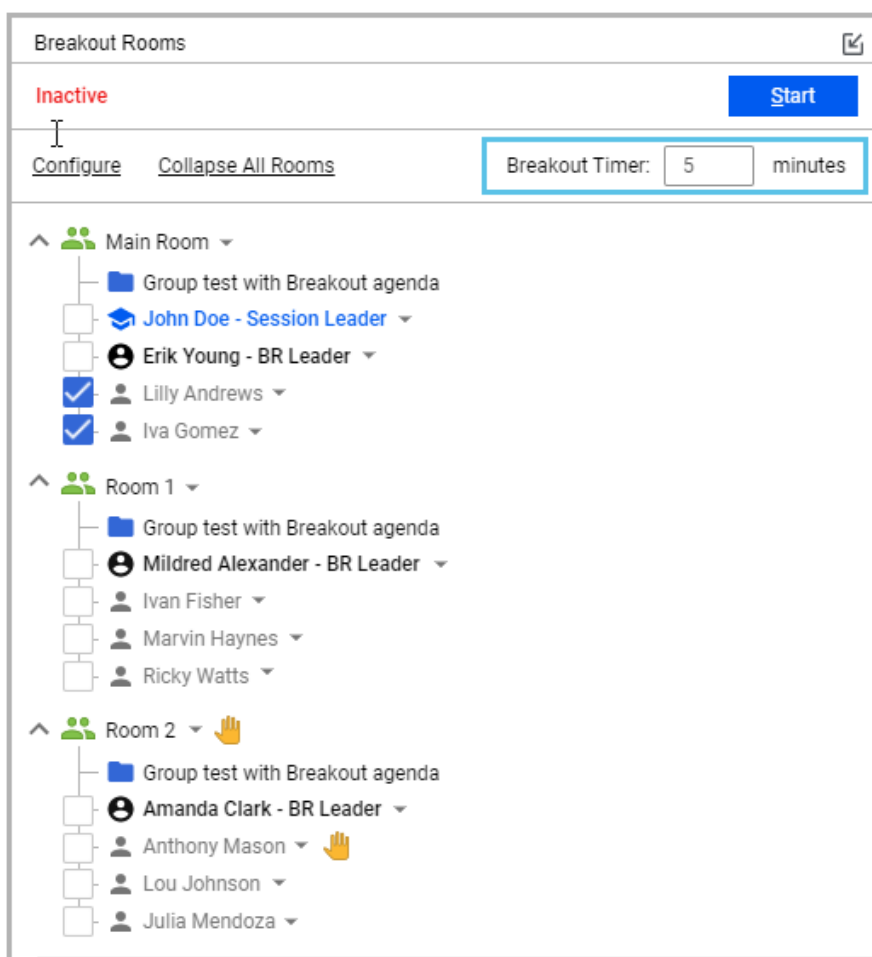 Breakout Rooms
Inactive
Start
Configure Collapse All Rooms Breakout Timer: 5 minutes
Main Room
Group test with Breakout agenda
John Doe - Session Leader
Erik Young - BR Leader
Lilly Andrews
Iva Gomez
Room 1
Group test with Breakout agenda
Mildred Alexander - BR Leader
Ivan Fisher
Marvin Haynes
Ricky Watts
Room 2
Group test with Breakout agenda
Amanda Clark - BR Leader
Anthony Mason
Lou Johnson
Julia Mendoza